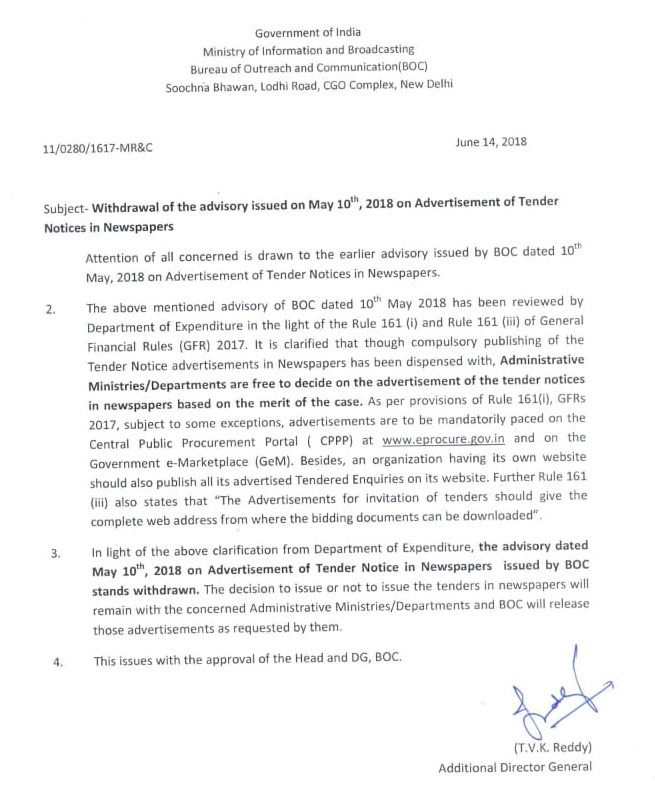 Government of India
Ministry of Information and Broadcasting
Bureau of Outreach and Communication(BOC)
Soochna Bhawan, Lodhi Road, CGO Complex, New Delhi
11/0280/1617-MR&C
June 14, 2018
Subject- Withdrawal of the advisory issued on May 10th, 2018 on Advertisement of Tender
Notices in Newspapers
Attention of all concerned is drawn to the earlier advisory issued by BOC dated 10th
May, 2018 on Advertisement of Tender Notices in Newspapers.
2. The above mentioned advisory of BOC dated 10th May 2018 has been reviewed by
Department of Expenditure in the light of the Rule 161 (i) and Rule 161 (iii) of General
Financial Rules (GFR) 2017. It is clarified that though compulsory publishing of the
Tender Notice advertisements in Newspapers has been dispensed with, Administrative
Ministries/Departments are free to decide on the advertisement of the tender notices
in newspapers based on the merit of the case. As per provisions of Rule 161(i), GFRs
2017, subject to some exceptions, advertisements are to be mandatorily paced on the
Central Public Procurement Portal ( CPPP) at www.eprocure.gov.in and on the
Government e-Marketplace (GeM). Besides, an organization having its own website
should also publish all its advertised Tendered Enquiries on its website. Further Rule 161
(iii) also states that “The Advertisements for invitation of tenders should give the
complete web address from where the bidding documents can be downloaded”.
3. In light of the above clarification from Department of Expenditure, the advisory dated
May 10th, 2018 on Advertisement of Tender Notice in Newspapers issued by BOC
stands withdrawn. The decision to issue or not to issue the tenders in newspapers will
remain with the concerned Administrative Ministries/Departments and BOC will release
those advertisements as requested by them.
4. This issues with the approval of the Head and DG, BOC.
(T.V.K. Reddy)
Additional Director General